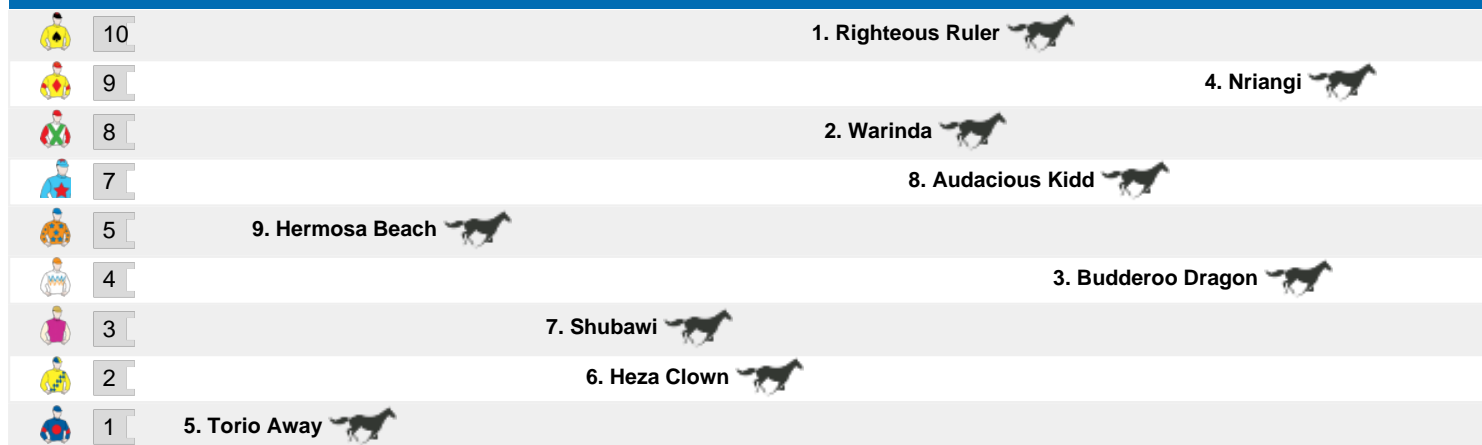 10 1. Righteous Ruler
9 4. Nriangi
8 2. Warinda
7 8. Audacious Kidd
5 9. Hermosa Beach
4 3. Budderoo Dragon
3 7. Shubawi
2 6. Heza Clown
1 5. Torio Away